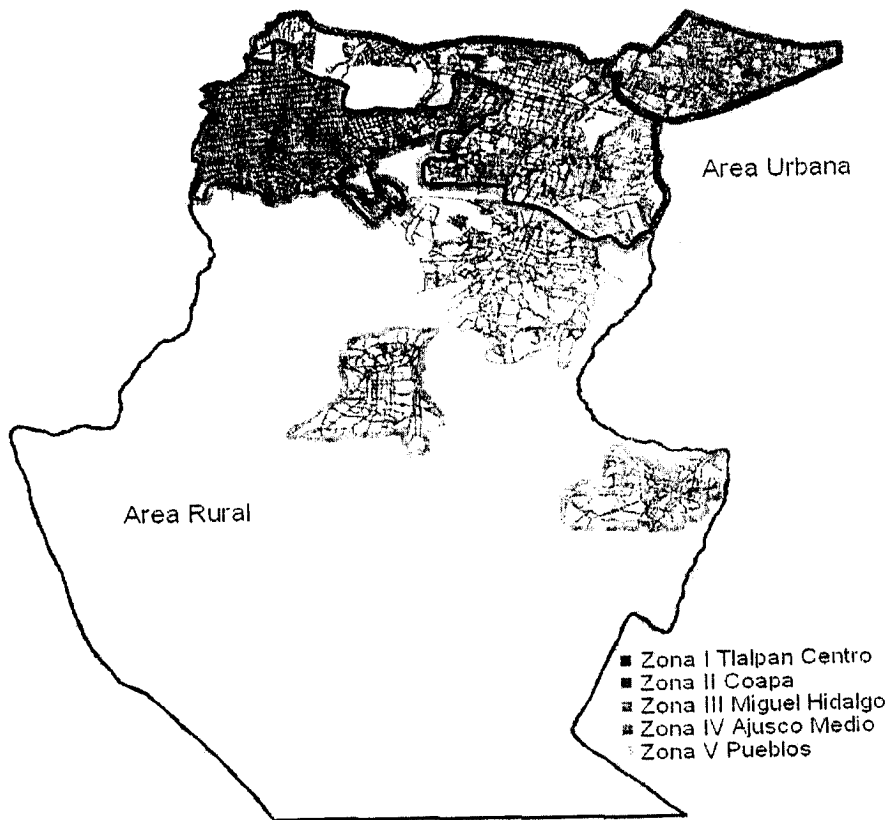 Area Urbana
Area Rural
Zona I Tlalpan Centro
Zona II Coapa
Zona III Miguel Hidalgo
Zona IV Ajusco Medio
Zona V Pueblos